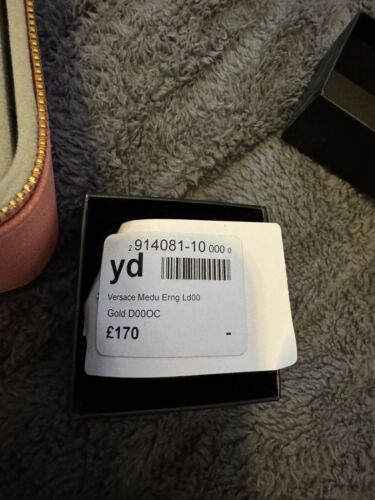 2 914081-10 000 0
yd
Versace Medu Erng Ld00
Gold D00OC
£170 -